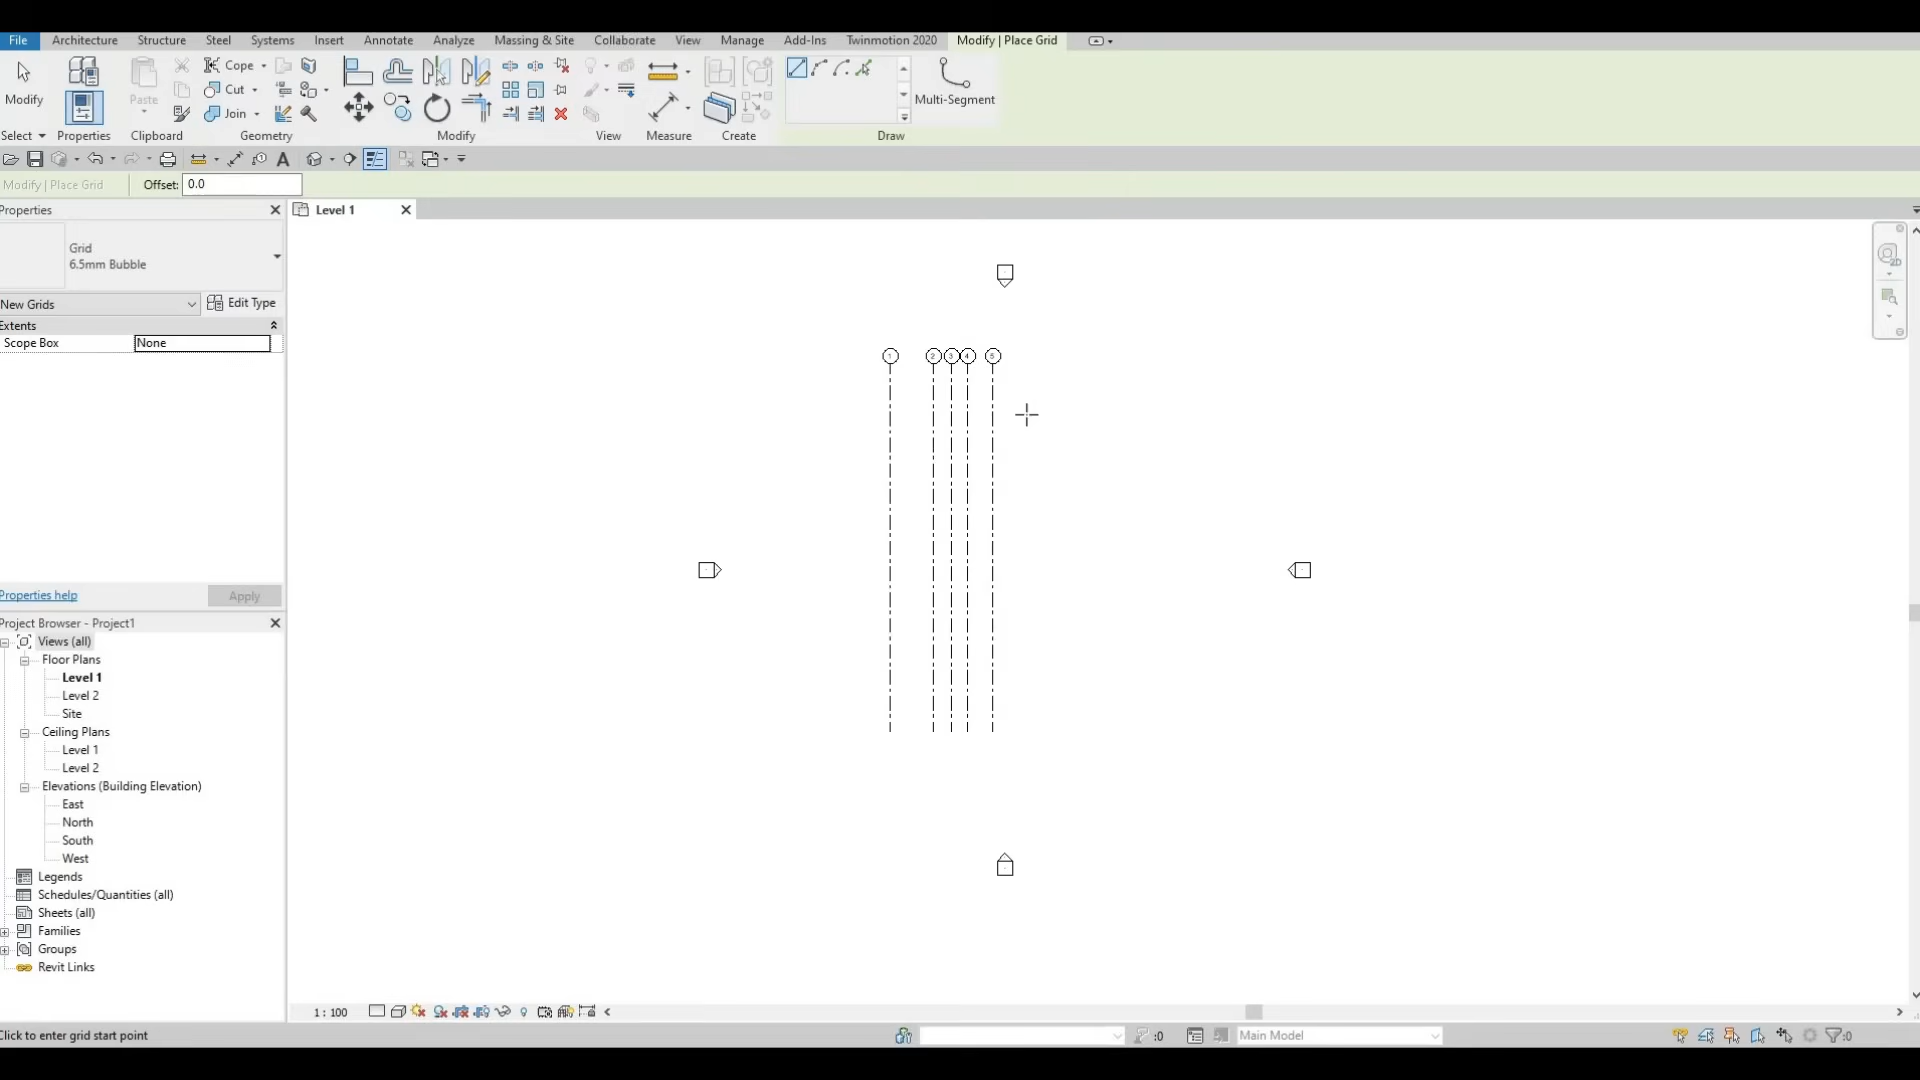 File Architecture Structure Steel Systems Insert Annotate Analyze Massing & Site Collaborate View Manage Add-Ins Twinmotion 2020 Modify | Place Grid
Modify Paste Cope Cut Join Multi-Segment
Select Properties Clipboard Geometry Modify View Measure Create Draw
Modify | Place Grid Offset: 0.0
Properties
Level 1
Grid
6.5mm Bubble
New Grids Edit Type
Extents
Scope Box None
1 2 3 4 5
Properties help Apply
Project Browser - Project1
Views (all)
Floor Plans
Level 1
Level 2
Site
Ceiling Plans
Level 1
Level 2
Elevations (Building Elevation)
East
North
South
West
Legends
Schedules/Quantities (all)
Sheets (all)
Families
Groups
Revit Links
1 : 100
Click to enter grid start point :0 Main Model :0